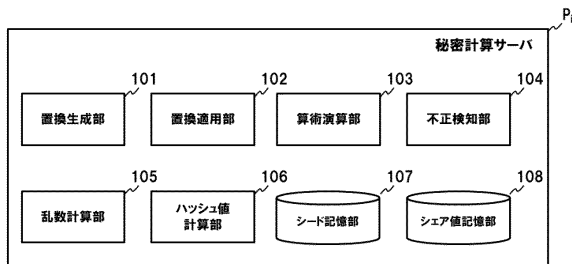 Pi
秘密計算サーバ
101 102 103 104
置換生成部 置換適用部 算術演算部 不正検知部
105 106 107 108
乱数計算部 ハッシュ値 シード記憶部 シェア値記憶部
計算部